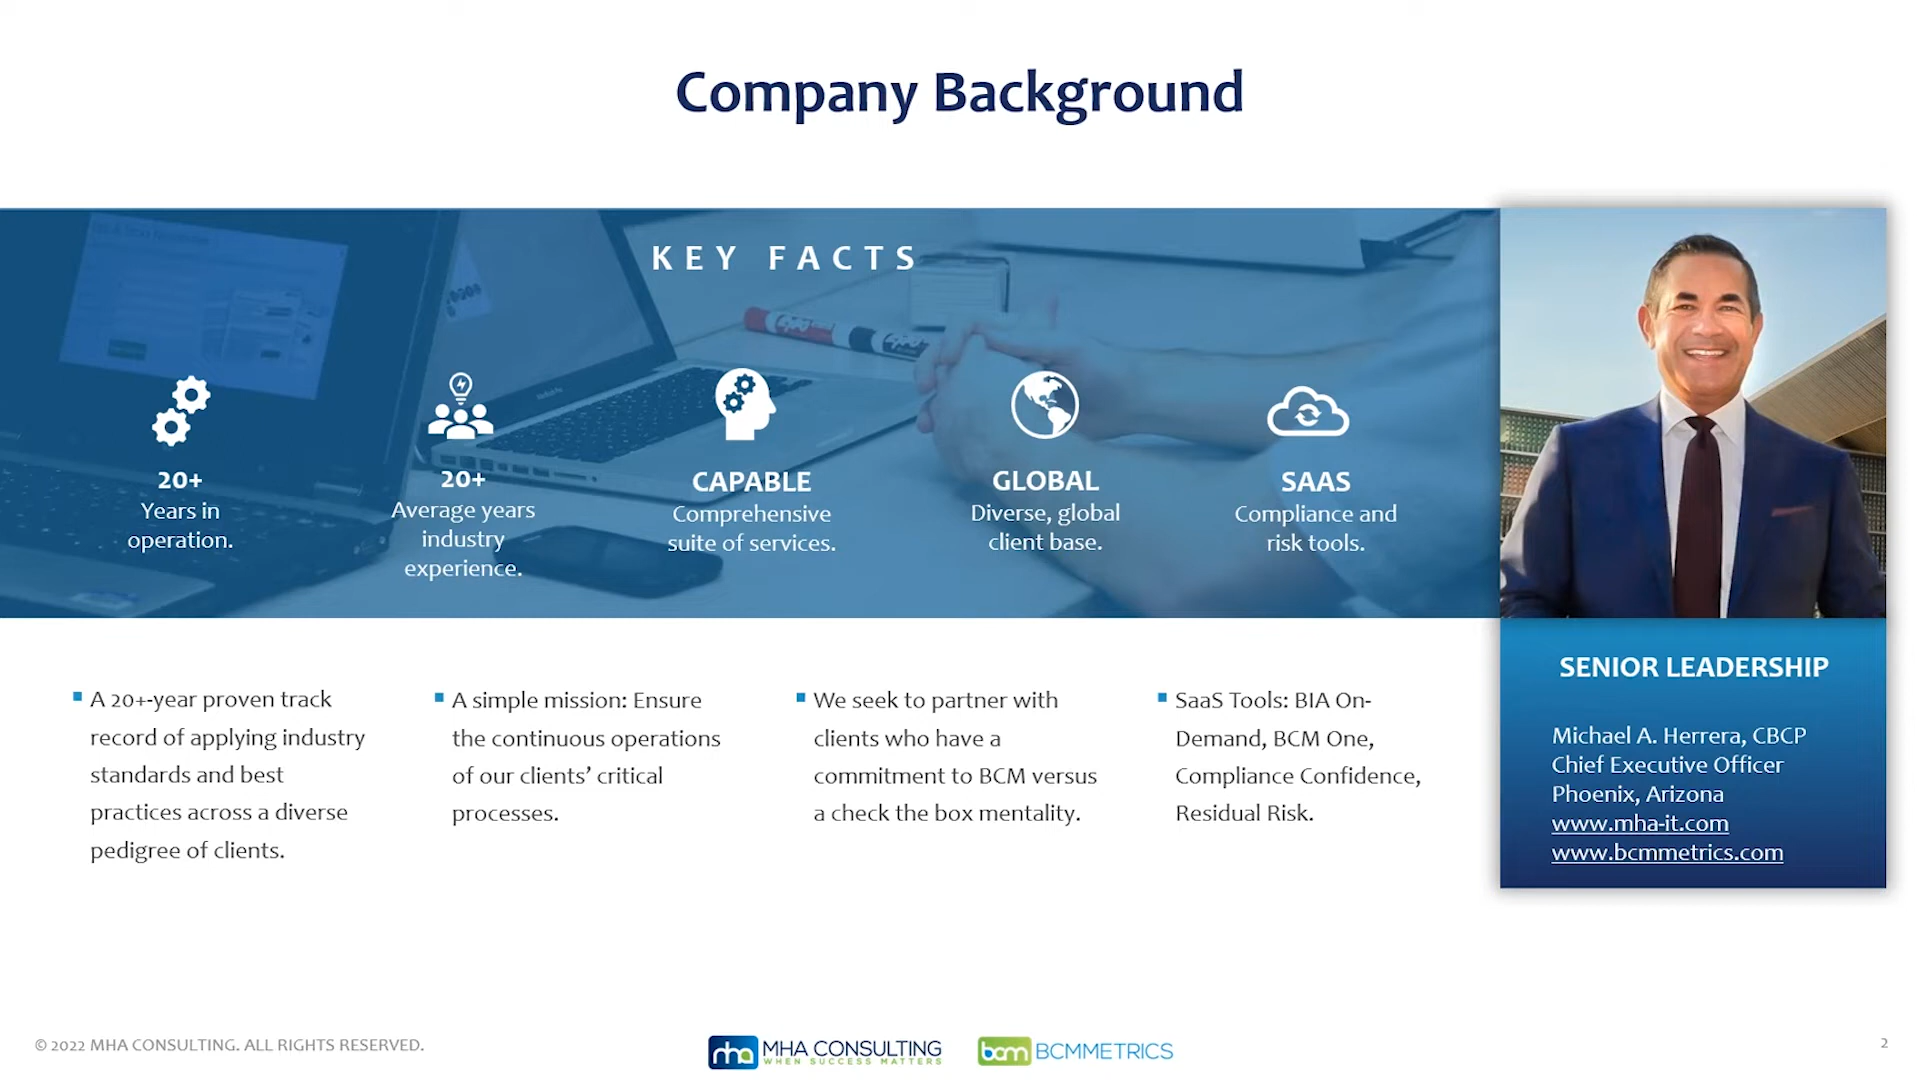 Company Background
KEY FACTS
20+
Years in
operation.
20+
Average years
industry
experience.
CAPABLE
Comprehensive
suite of services.
GLOBAL
Diverse, global
client base.
SAAS
Compliance and
risk tools.
▪ A 20+-year proven track
record of applying industry
standards and best
practices across a diverse
pedigree of clients.
▪ A simple mission: Ensure
the continuous operations
of our clients’ critical
processes.
▪ We seek to partner with
clients who have a
commitment to BCM versus
a check the box mentality.
▪ SaaS Tools: BIA On-
Demand, BCM One,
Compliance Confidence,
Residual Risk.
SENIOR LEADERSHIP
Michael A. Herrera, CBCP
Chief Executive Officer
Phoenix, Arizona
www.mha-it.com
www.bcmmetrics.com
© 2022 MHA CONSULTING. ALL RIGHTS RESERVED.
mha MHA CONSULTING
WHEN SUCCESS MATTERS
bcm BCMMETRICS
2